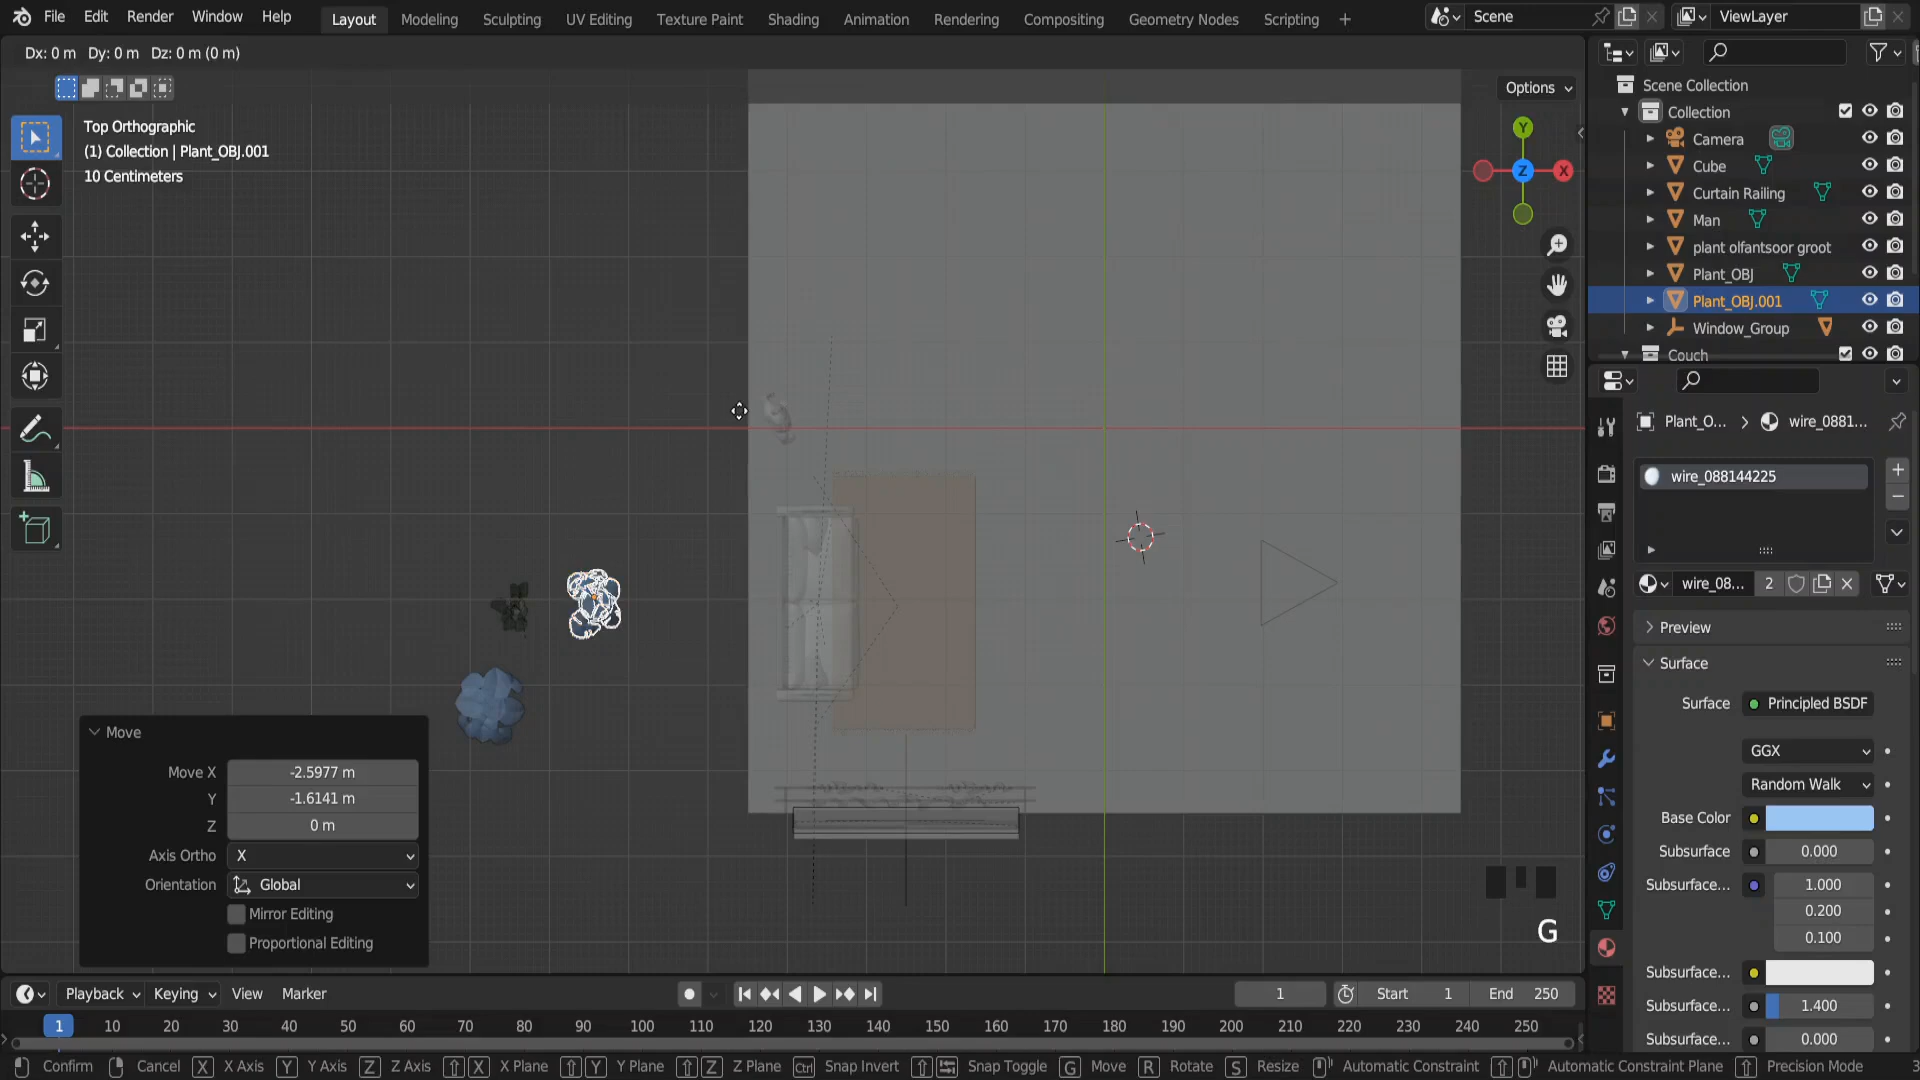 File Edit Render Window Help Layout Modeling Sculpting UV Editing Texture Paint Shading Animation Rendering Compositing Geometry Nodes Scripting + Scene ViewLayer
Dx: 0 m Dy: 0 m Dz: 0 m (0 m)
Options
Top Orthographic
(1) Collection | Plant_OBJ.001
10 Centimeters
Y
Z
X
Scene Collection
Collection
Camera
Cube
Curtain Railing
Man
plant olfantsoor groot
Plant_OBJ
Plant_OBJ.001
Window_Group
Couch
Plant_O... > wire_0881...
wire_088144225
wire_08... 2
Preview
Surface
Surface Principled BSDF
GGX
Random Walk
Base Color
Subsurface 0.000
Subsurface... 1.000
0.200
0.100
Subsurface...
Subsurface... 1.400
Subsurface... 0.000
Move
Move X -2.5977 m
Y -1.6141 m
Z 0 m
Axis Ortho X
Orientation Global
Mirror Editing
Proportional Editing
G
Playback Keying View Marker 1 Start 1 End 250
1 10 20 30 40 50 60 70 80 90 100 110 120 130 140 150 160 170 180 190 200 210 220 230 240 250
Confirm Cancel X X Axis Y Y Axis Z Z Axis X X Plane Y Y Plane Z Z Plane Ctrl Snap Invert Snap Toggle G Move R Rotate S Resize Automatic Constraint Automatic Constraint Plane Precision Mode